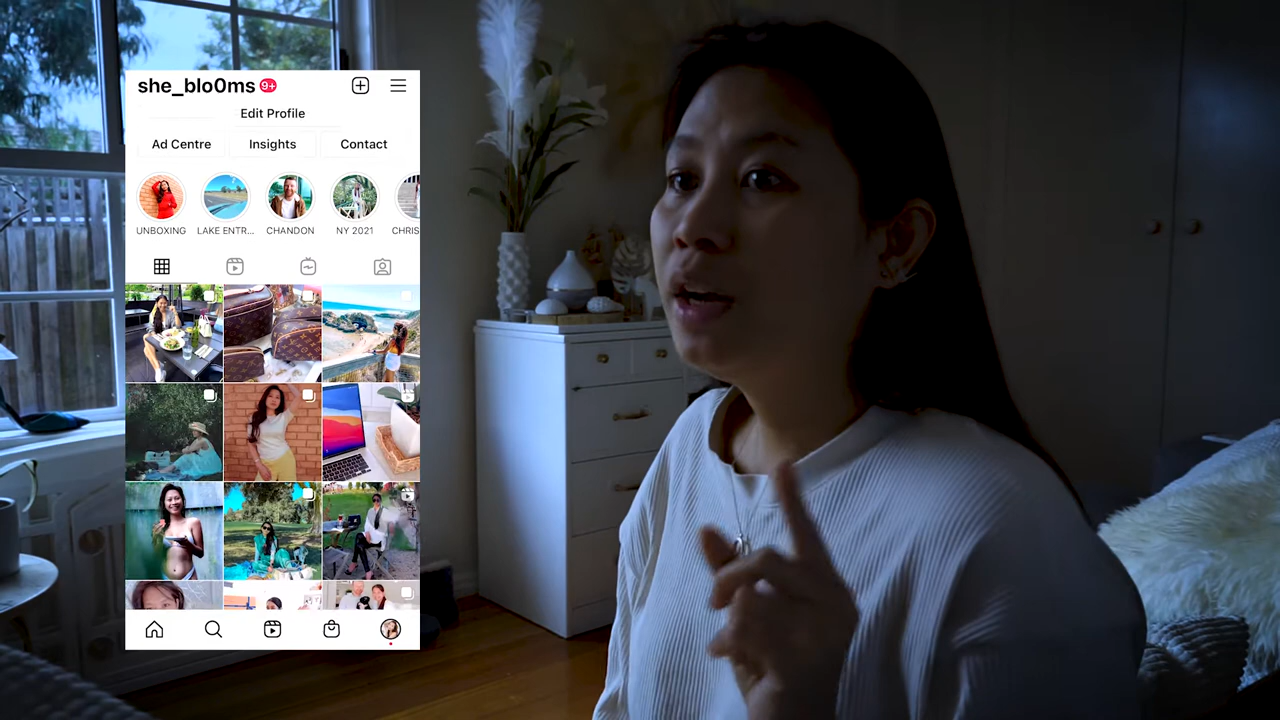 she_blo0ms 9+
Edit Profile
Ad Centre Insights Contact
UNBOXING LAKE ENTR... CHANDON NY 2021 CHRIS